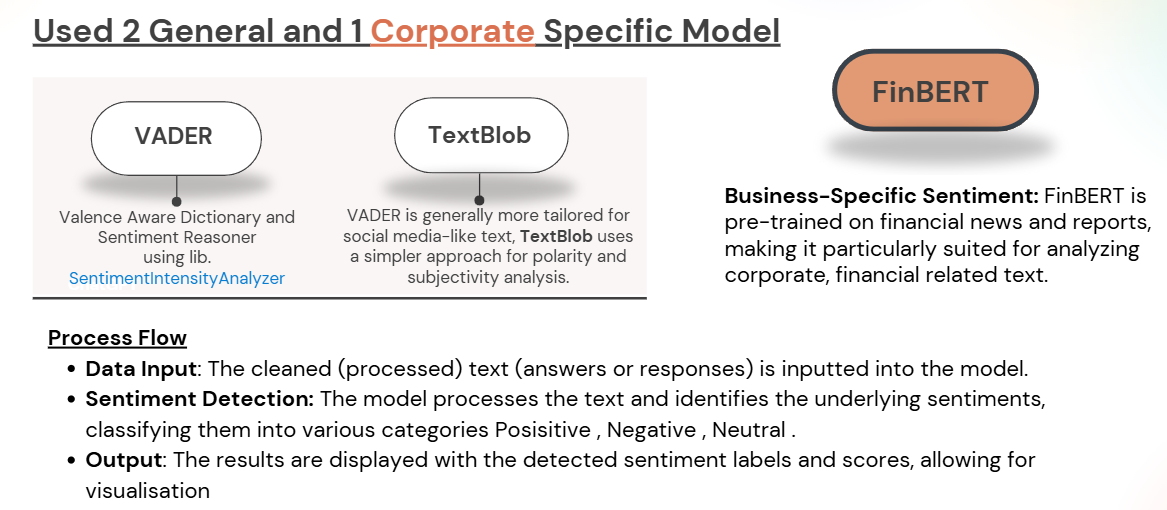 Used 2 General and 1 Corporate Specific Model
VADER
Valence Aware Dictionary and
Sentiment Reasoner
using lib.
SentimentIntensityAnalyzer
TextBlob
VADER is generally more tailored for
social media-like text, TextBlob uses
a simpler approach for polarity and
subjectivity analysis.
FinBERT
Business-Specific Sentiment: FinBERT is
pre-trained on financial news and reports,
making it particularly suited for analyzing
corporate, financial related text.
Process Flow
• Data Input: The cleaned (processed) text (answers or responses) is inputted into the model.
• Sentiment Detection: The model processes the text and identifies the underlying sentiments,
classifying them into various categories Posisitive , Negative , Neutral .
• Output: The results are displayed with the detected sentiment labels and scores, allowing for
visualisation